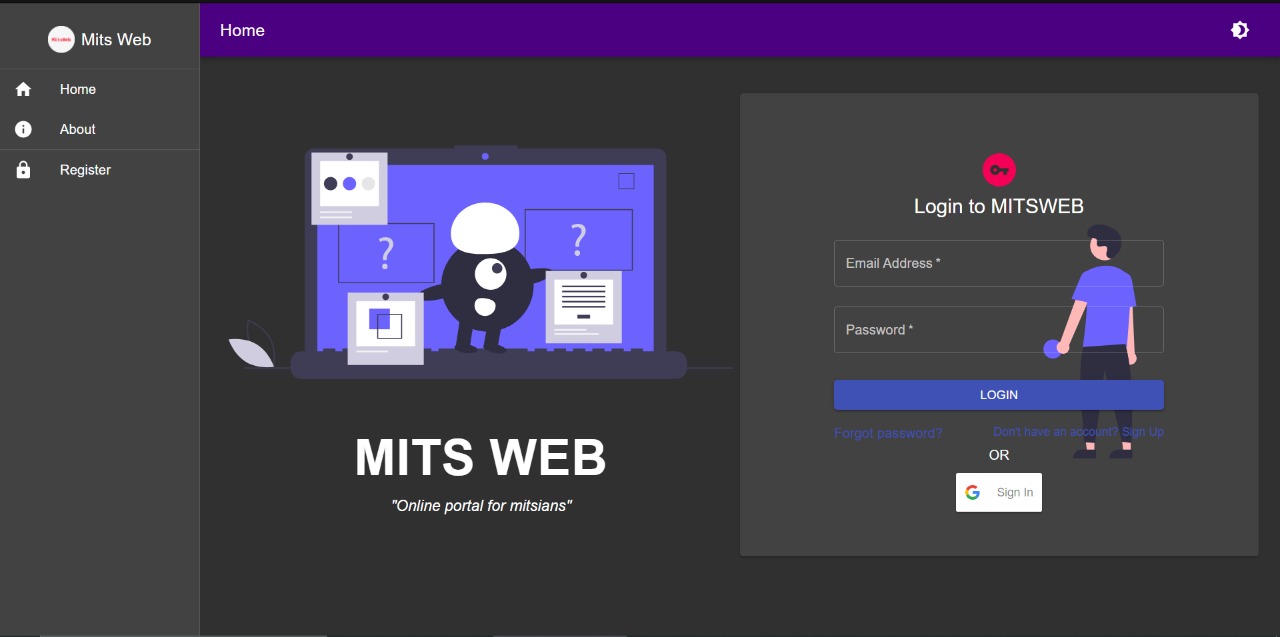 Mits Web
Home
Home
About
Register
?
?
MITS WEB
"Online portal for mitsians"
Login to MITSWEB
Email Address *
Password *
LOGIN
Forgot password?
Don't have an account? Sign Up
OR
Sign In